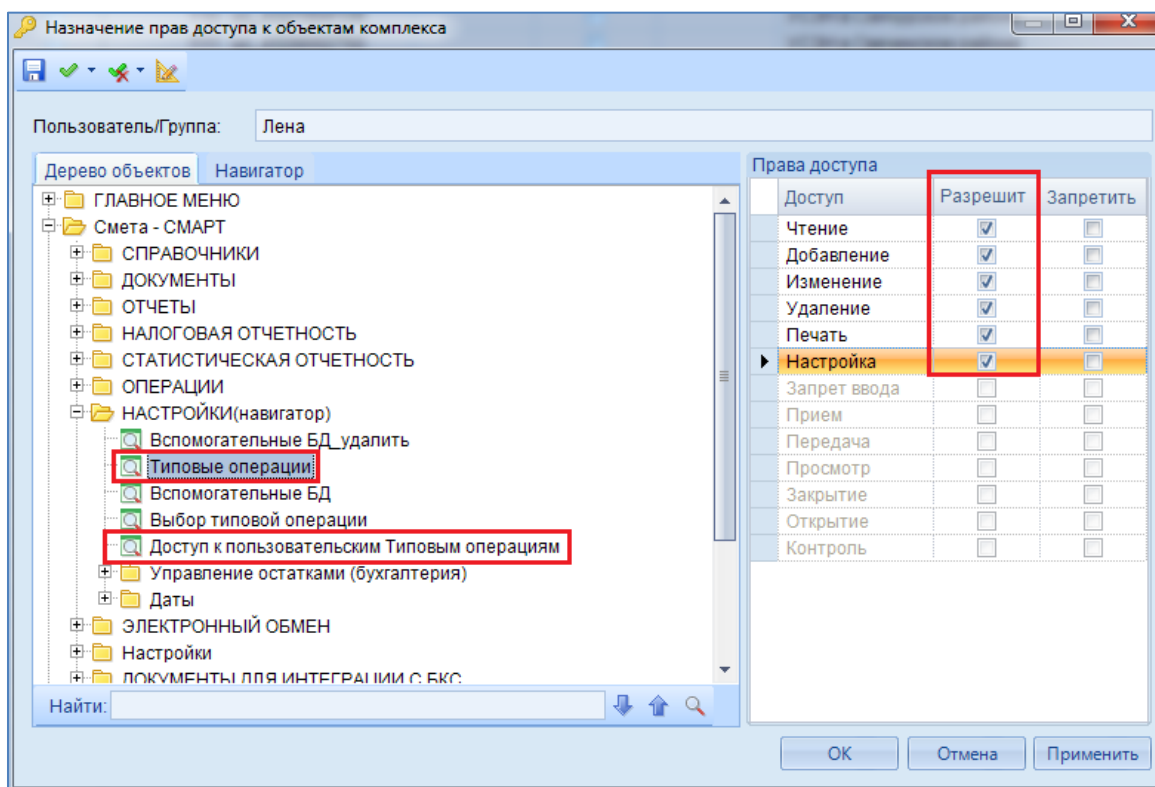 Назначение прав доступа к объектам комплекса
Пользователь/Группа: Лена
Дерево объектов Навигатор
ГЛАВНОЕ МЕНЮ
Смета - СМАРТ
СПРАВОЧНИКИ
ДОКУМЕНТЫ
ОТЧЕТЫ
НАЛОГОВАЯ ОТЧЕТНОСТЬ
СТАТИСТИЧЕСКАЯ ОТЧЕТНОСТЬ
ОПЕРАЦИИ
НАСТРОЙКИ(навигатор)
Вспомогательные БД_удалить
Типовые операции
Вспомогательные БД
Выбор типовой операции
Доступ к пользовательским Типовым операциям
Управление остатками (бухгалтерия)
Даты
ЭЛЕКТРОННЫЙ ОБМЕН
Настройки
ДОКУМЕНТЫ ДЛЯ ИНТЕГРАЦИИ С БКС
Найти:
Права доступа
Доступ Разрешит Запретить
Чтение
Добавление
Изменение
Удаление
Печать
Настройка
Запрет ввода
Прием
Передача
Просмотр
Закрытие
Открытие
Контроль
OK Отмена Применить